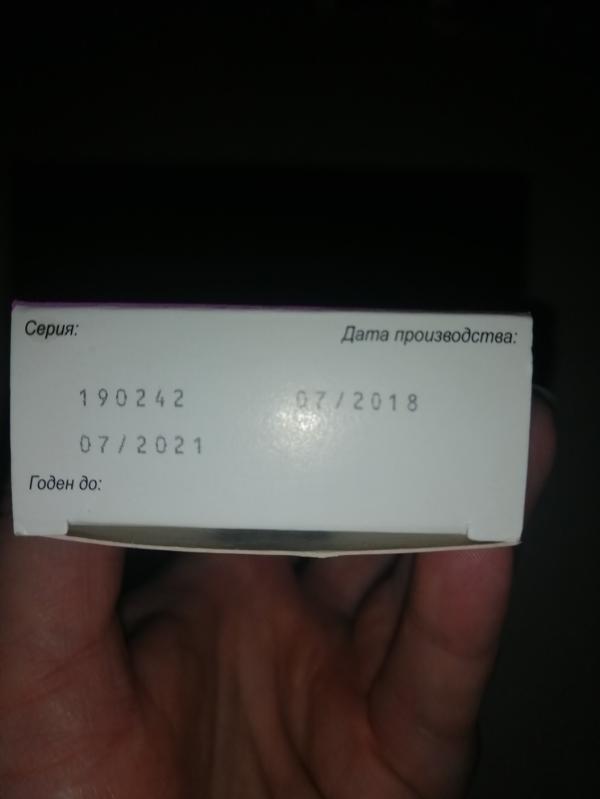 Серия:
Дата производства:
190242
07/2018
07/2021
Годен до: